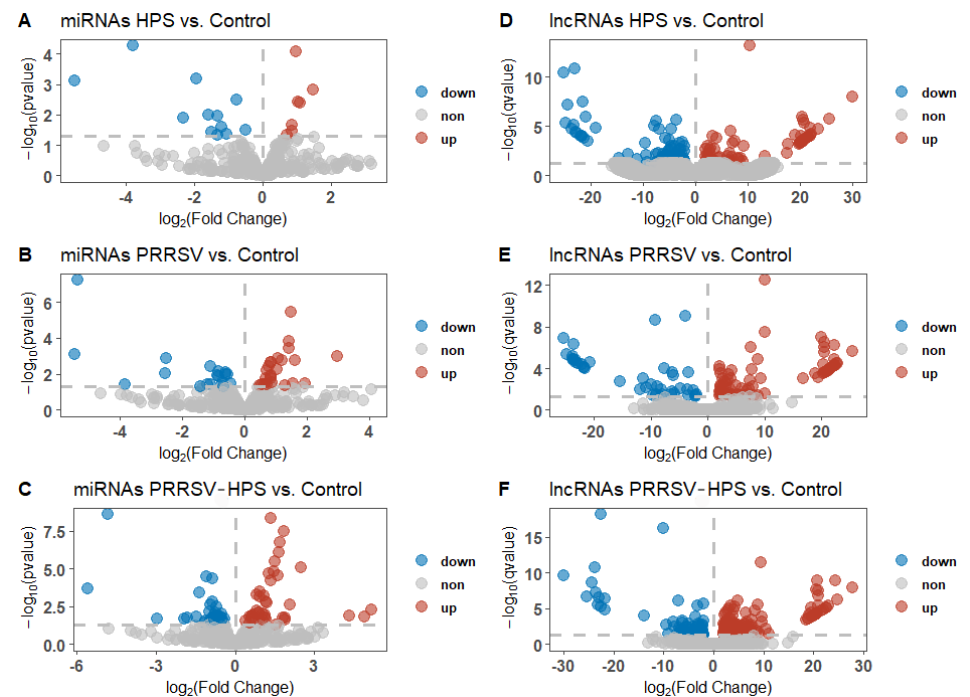 A miRNAs HPS vs. Control
4
3
2
1
0
−log10(pvalue)
-4 -2 0 2
log2(Fold Change)
down
non
up
D lncRNAs HPS vs. Control
10
5
0
−log10(qvalue)
-20 -10 0 10 20 30
log2(Fold Change)
down
non
up
B miRNAs PRRSV vs. Control
6
4
2
0
−log10(pvalue)
-4 -2 0 2 4
log2(Fold Change)
down
non
up
E lncRNAs PRRSV vs. Control
12
8
4
0
−log10(qvalue)
-20 -10 0 10 20
log2(Fold Change)
down
non
up
C miRNAs PRRSV−HPS vs. Control
7.5
5.0
2.5
0.0
−log10(pvalue)
-6 -3 0 3
log2(Fold Change)
down
non
up
F lncRNAs PRRSV−HPS vs. Control
15
10
5
0
−log10(qvalue)
-30 -20 -10 0 10 20 30
log2(Fold Change)
down
non
up